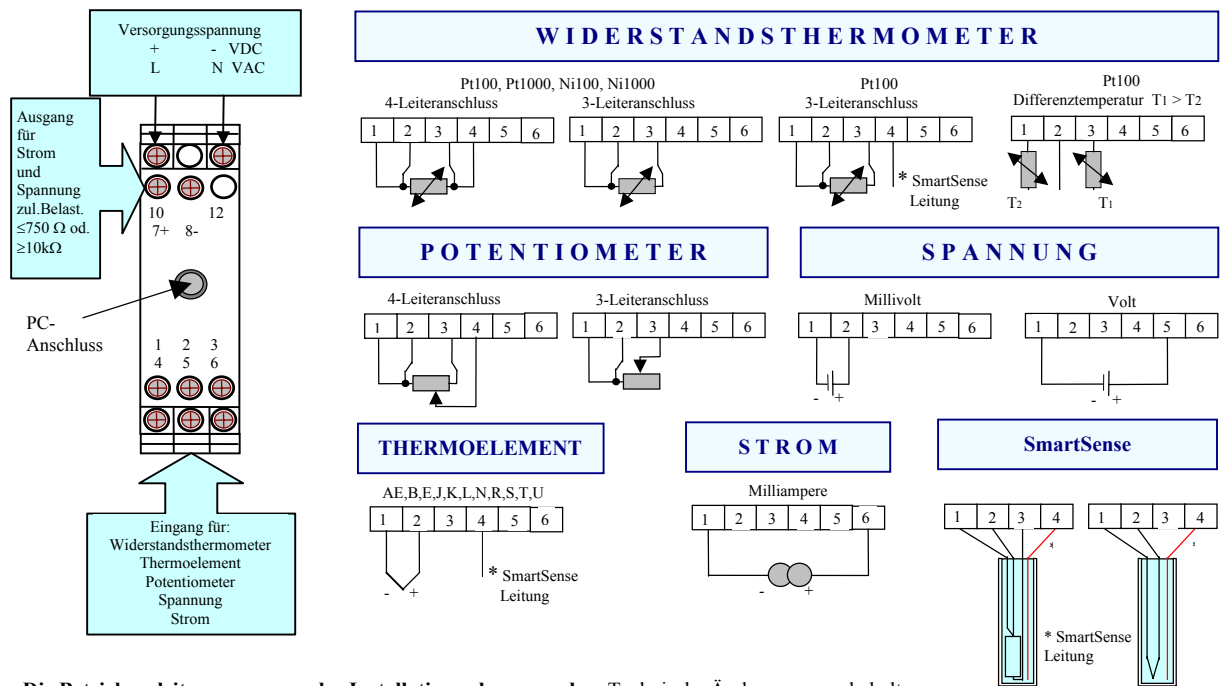 Versorgungsspannung
+ - VDC
L N VAC
Ausgang
für
Strom
und
Spannung
zul.Belast.
≤750 Ω od.
≥10kΩ
10 12
7+ 8-
PC-
Anschluss
1 2 3
4 5 6
Eingang für:
Widerstandsthermometer
Thermoelement
Potentiometer
Spannung
Strom
WIDERSTANDSTHERMOMETER
Pt100, Pt1000, Ni100, Ni1000
4-Leiteranschluss
1 2 3 4 5 6
3-Leiteranschluss
1 2 3 4 5 6
Pt100
3-Leiteranschluss
1 2 3 4 5 6
* SmartSense
Leitung
Pt100
Differenztemperatur T1 > T2
1 2 3 4 5 6
T2 T1
POTENTIOMETER
4-Leiteranschluss
1 2 3 4 5 6
3-Leiteranschluss
1 2 3 4 5 6
SPANNUNG
Millivolt
1 2 3 4 5 6
- +
Volt
1 2 3 4 5 6
- +
THERMOELEMENT
AE,B,E,J,K,L,N,R,S,T,U
1 2 3 4 5 6
- +
* SmartSense
Leitung
STROM
Milliampere
1 2 3 4 5 6
- +
SmartSense
1 2 3 4
1 2 3 4
* SmartSense
Leitung